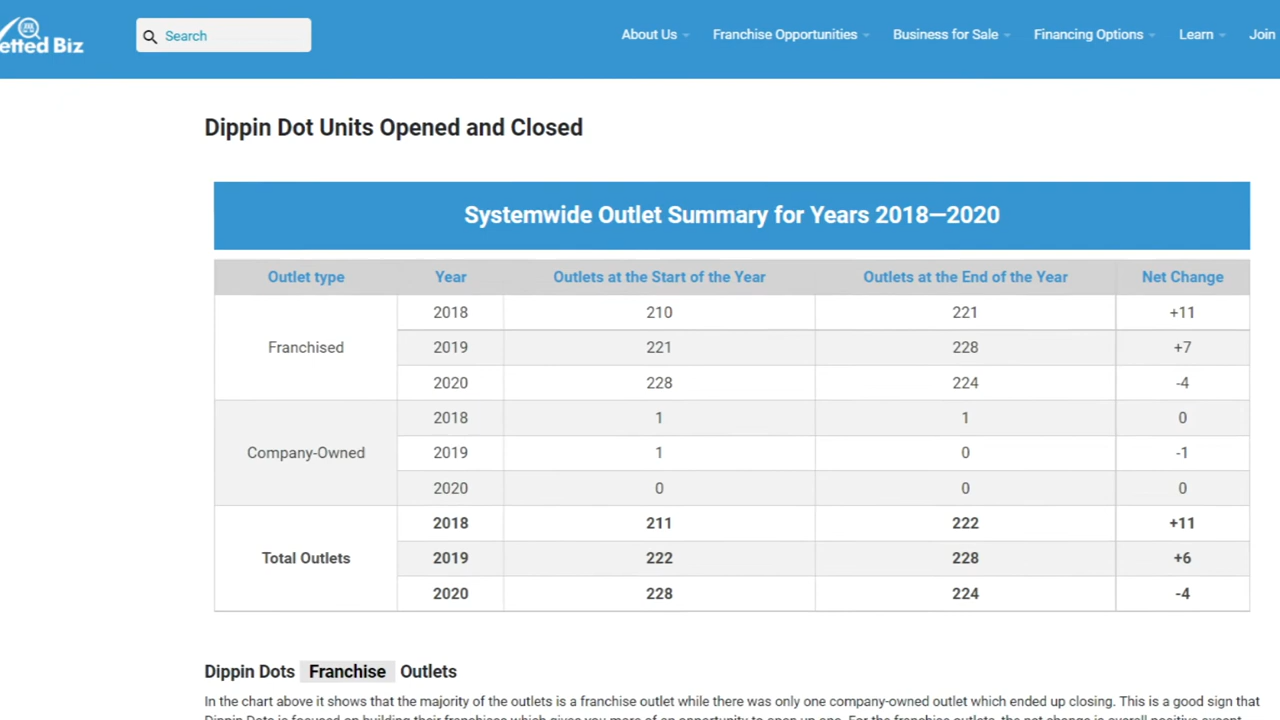 etted Biz
Search
About Us
Franchise Opportunities
Business for Sale
Financing Options
Learn
Join
Dippin Dot Units Opened and Closed
Systemwide Outlet Summary for Years 2018—2020
Outlet type Year Outlets at the Start of the Year Outlets at the End of the Year Net Change
2018 210 221 +11
Franchised 2019 221 228 +7
2020 228 224 -4
2018 1 1 0
Company-Owned 2019 1 0 -1
2020 0 0 0
2018 211 222 +11
Total Outlets 2019 222 228 +6
2020 228 224 -4
Dippin Dots Franchise Outlets
In the chart above it shows that the majority of the outlets is a franchise outlet while there was only one company-owned outlet which ended up closing. This is a good sign that